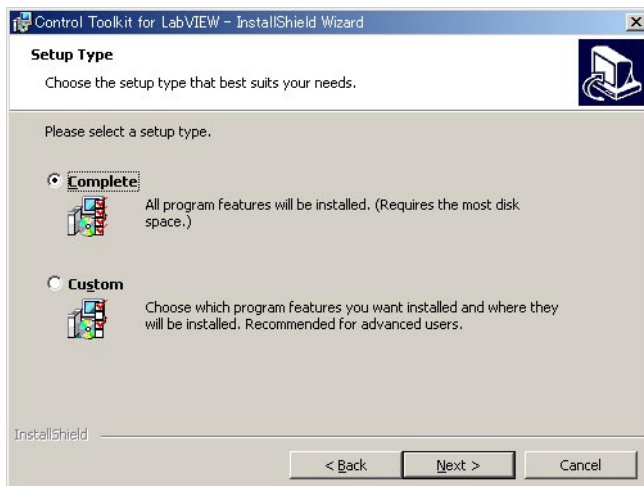 Control Toolkit for LabVIEW - InstallShield Wizard
Setup Type
Choose the setup type that best suits your needs.
Please select a setup type.
Complete
All program features will be installed. (Requires the most disk
space.)
Custom
Choose which program features you want installed and where they
will be installed. Recommended for advanced users.
InstallShield
< Back
Next >
Cancel